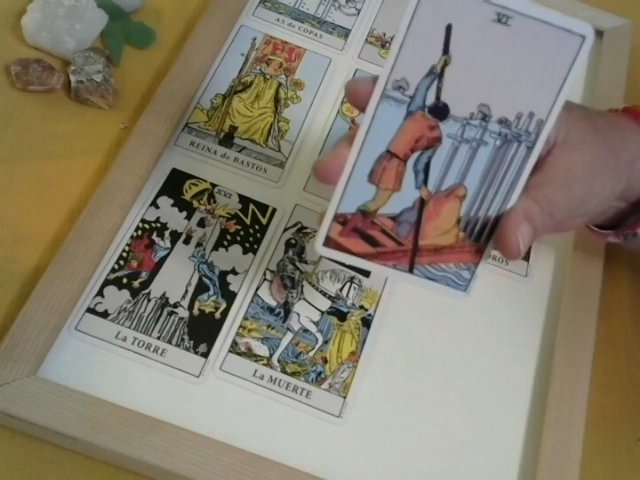 AS de COPAS
VI
REINA de BASTOS
XVI
La TORRE
La MUERTE